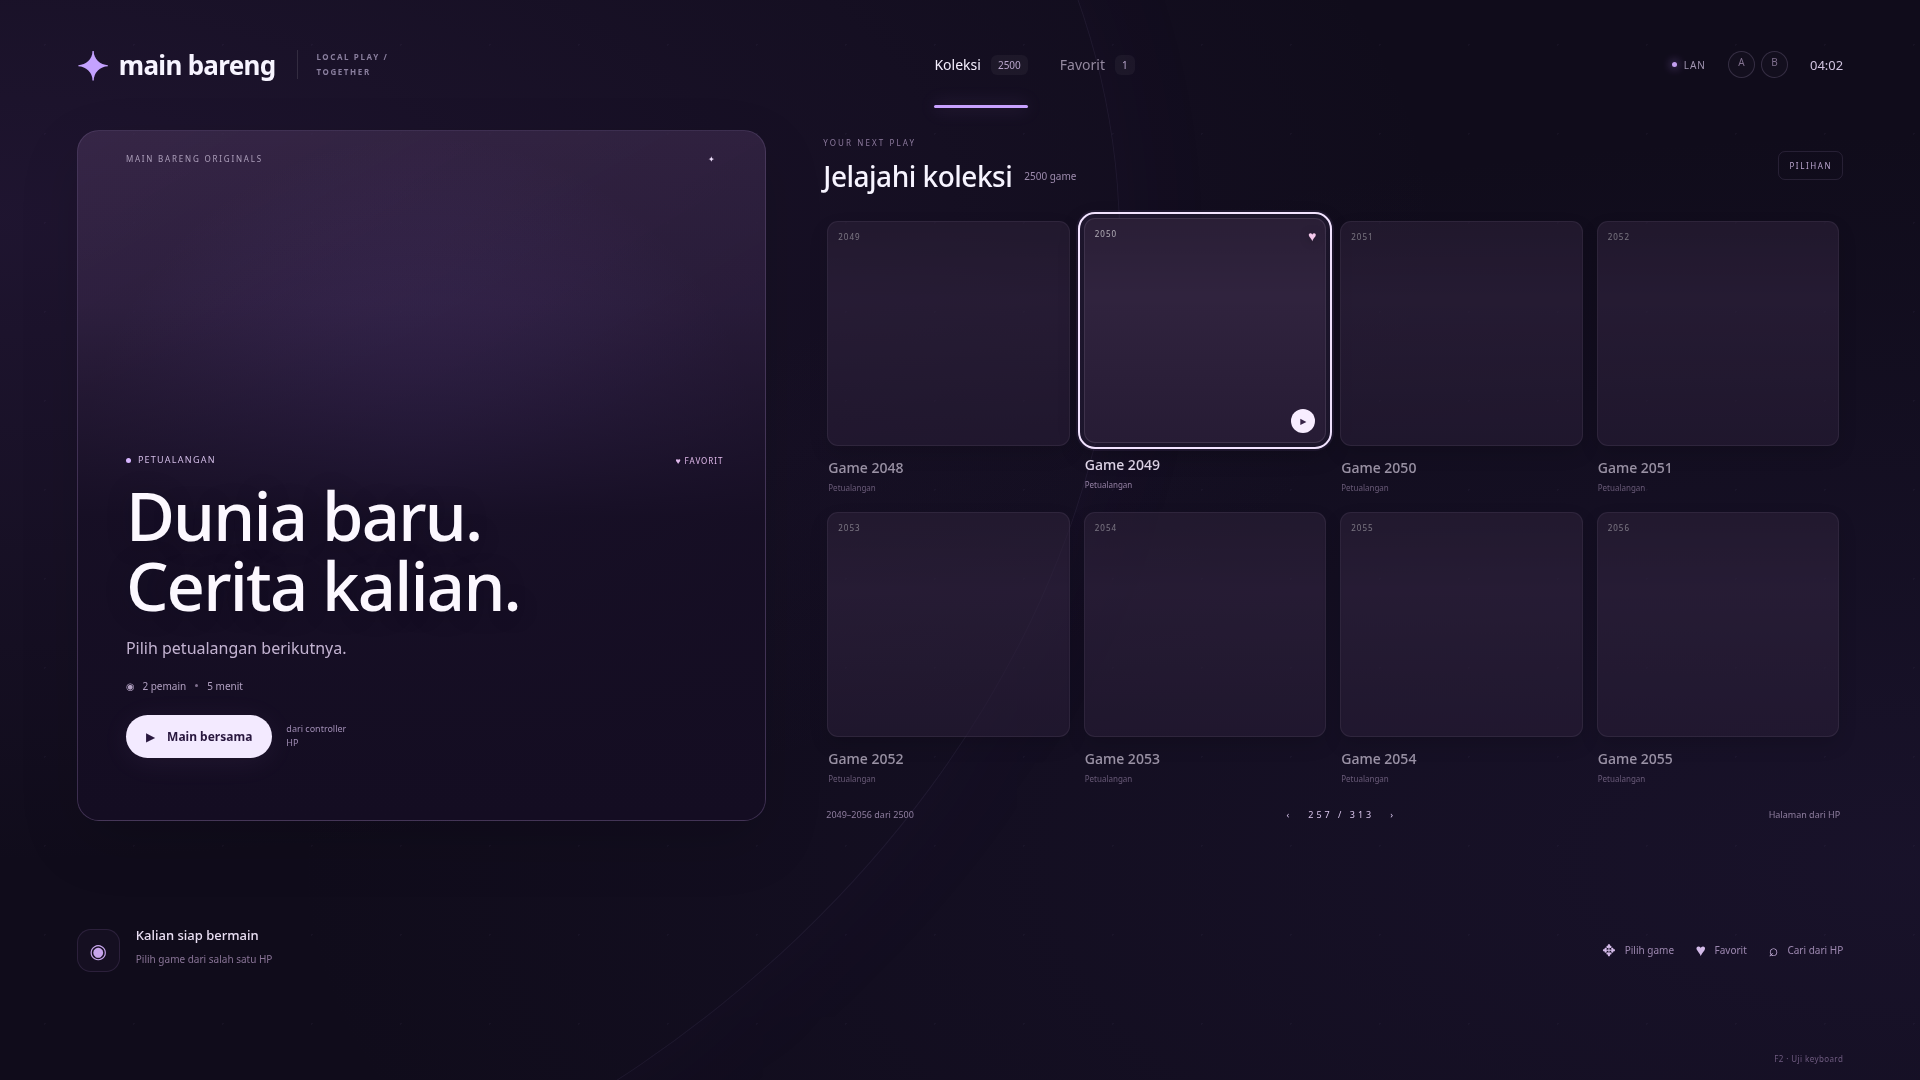 main bareng
LOCAL PLAY /
TOGETHER
Koleksi 2500
Favorit 1
LAN
A
B
04:02
MAIN BARENG ORIGINALS
PETUALANGAN
♥ FAVORIT
Dunia baru.
Cerita kalian.
Pilih petualangan berikutnya.
2 pemain • 5 menit
Main bersama
dari controller
HP
YOUR NEXT PLAY
Jelajahi koleksi 2500 game
PILIHAN
2049
2050
2051
2052
Game 2048
Petualangan
Game 2049
Petualangan
Game 2050
Petualangan
Game 2051
Petualangan
2053
2054
2055
2056
Game 2052
Petualangan
Game 2053
Petualangan
Game 2054
Petualangan
Game 2055
Petualangan
2049–2056 dari 2500
‹ 257 / 313 ›
Halaman dari HP
Kalian siap bermain
Pilih game dari salah satu HP
Pilih game
Favorit
Cari dari HP
F2 · Uji keyboard